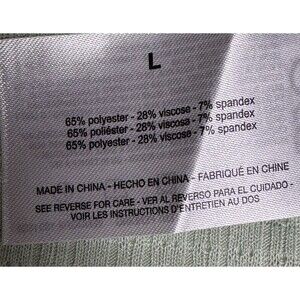 L
65% polyester - 28% viscose - 7% spandex
65% poliéster - 28% viscosa - 7% spandex
65% polyester - 28% viscose - 7% spandex
MADE IN CHINA - HECHO EN CHINA - FABRIQUÉ EN CHINE
SEE REVERSE FOR CARE - VER AL REVERSO PARA EL CUIDADO -
VOIR LES INSTRUCTIONS D'ENTRETIEN AU DOS